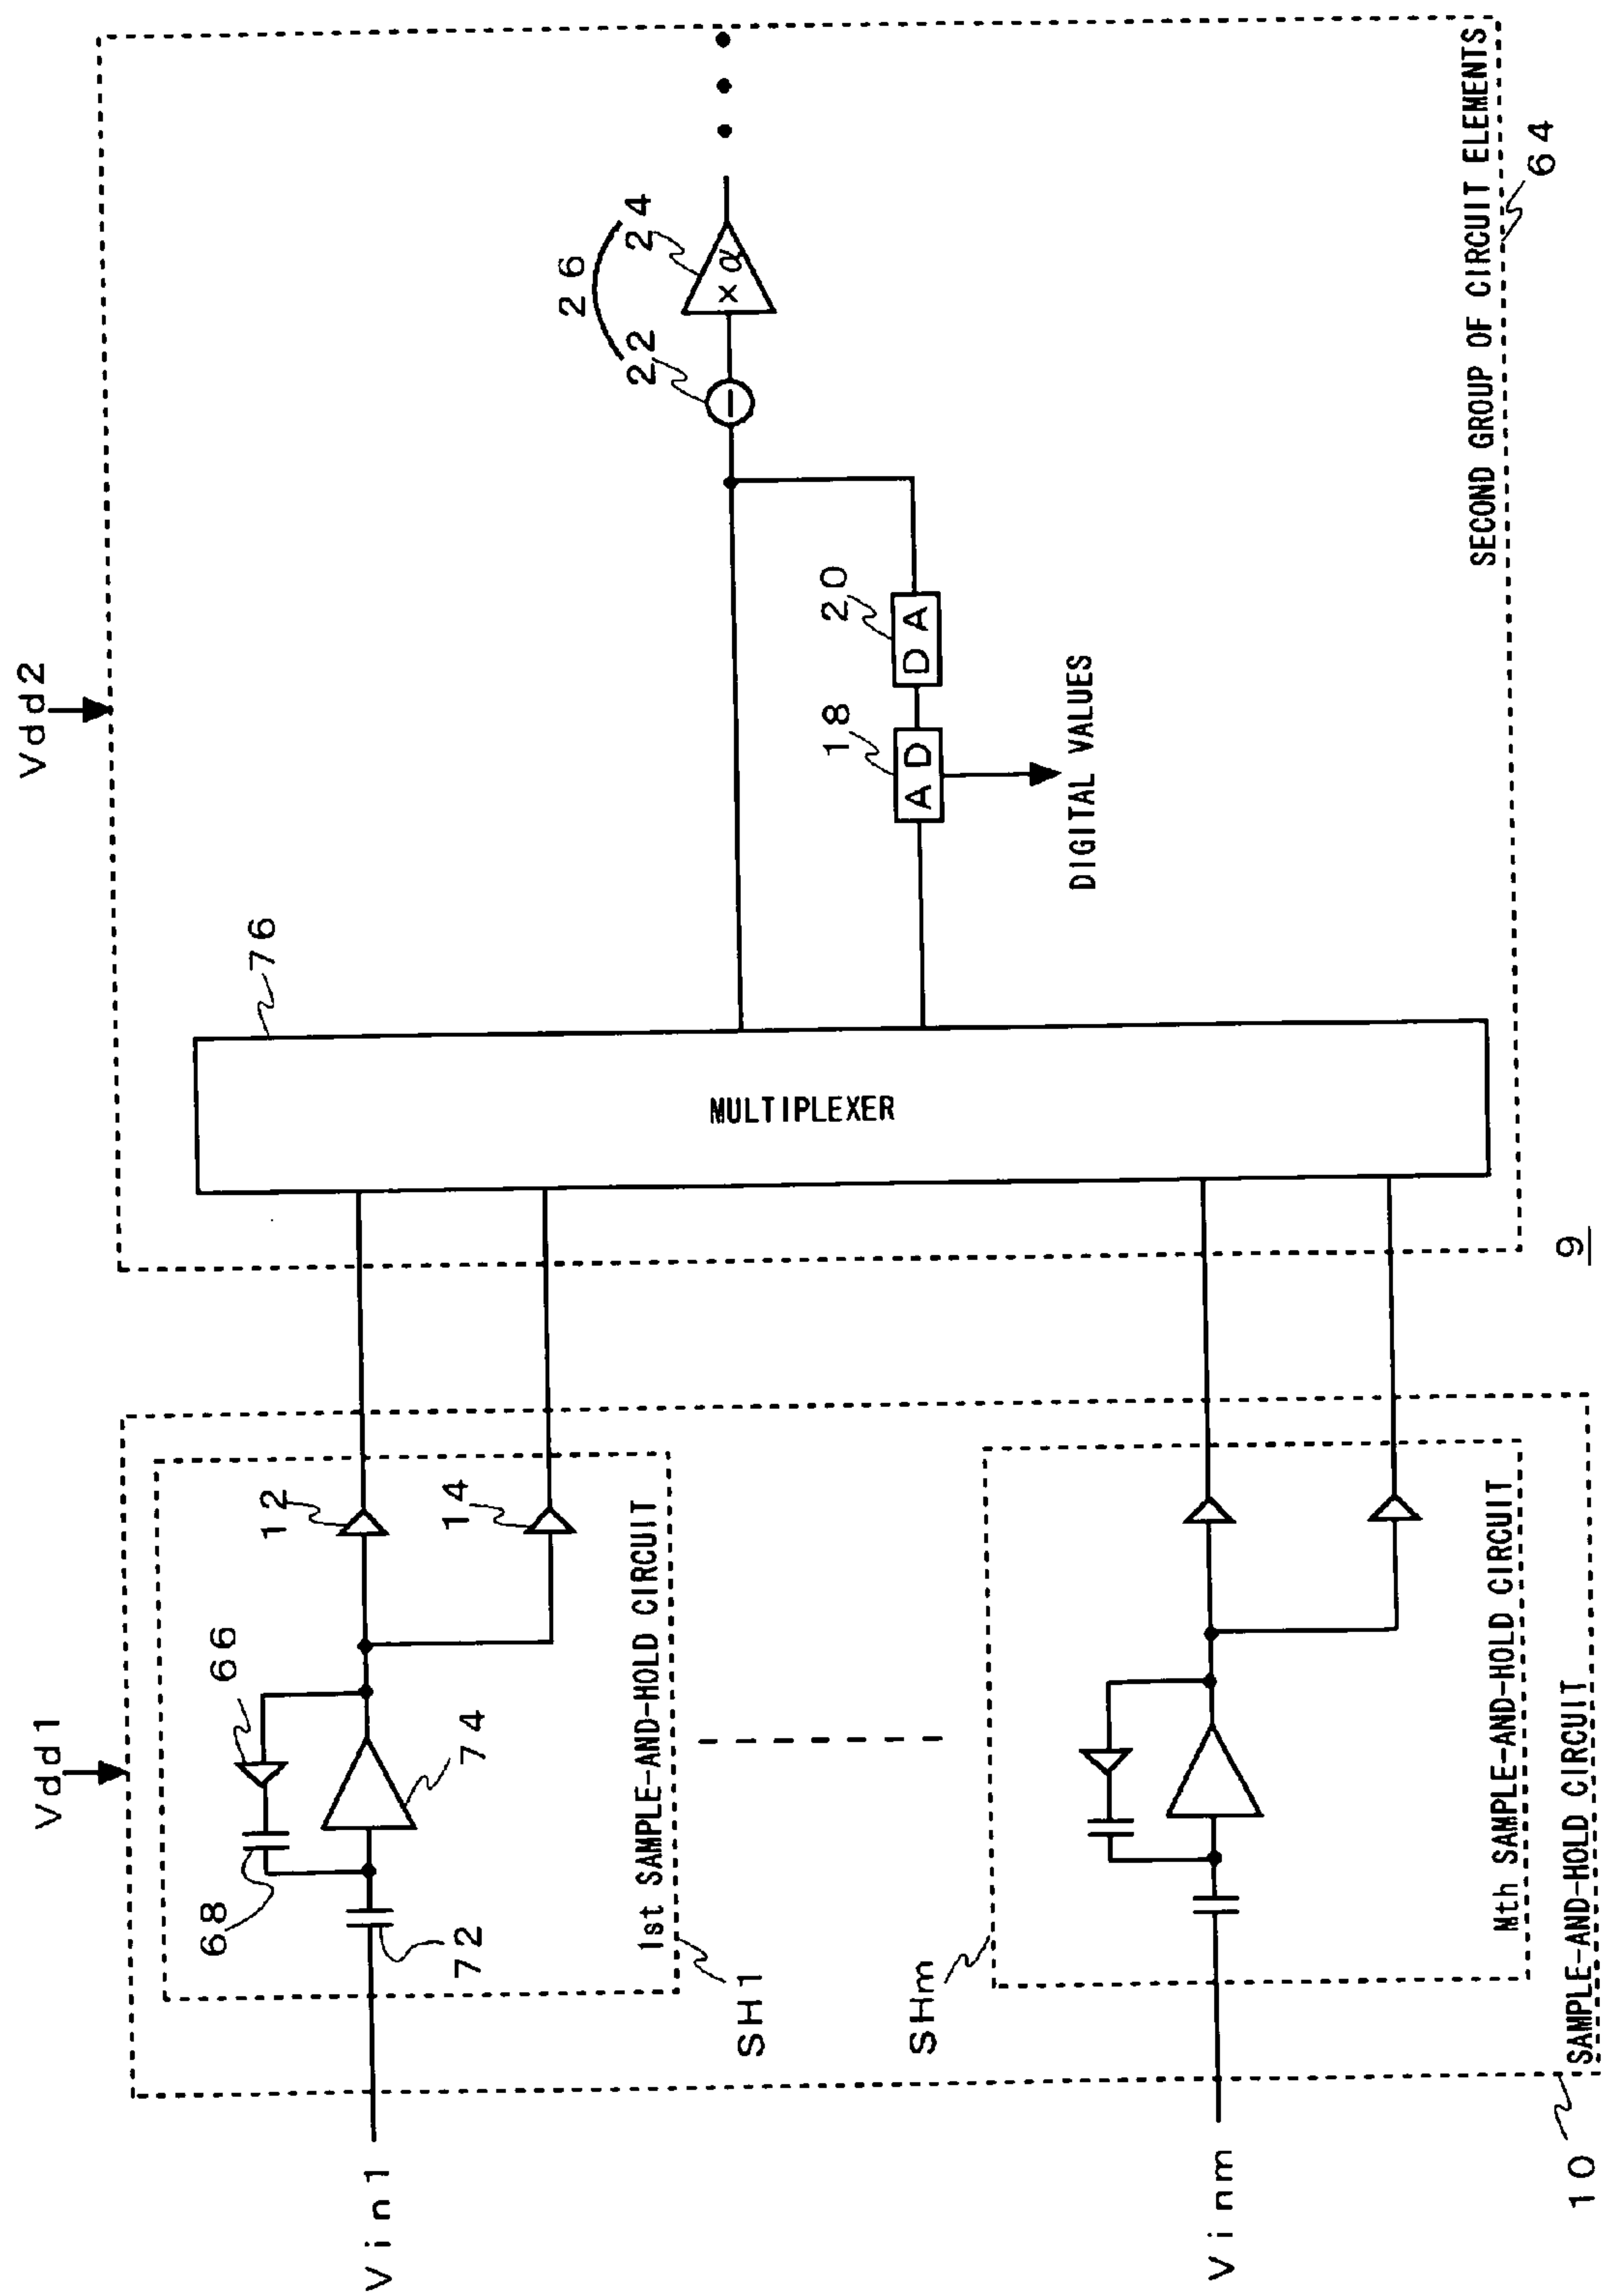 Vdd1
Vdd2
Vin1
68
66
72
74
12
14
1st SAMPLE-AND-HOLD CIRCUIT
SH1
SHm
Vinm
Mth SAMPLE-AND-HOLD CIRCUIT
SAMPLE-AND-HOLD CIRCUIT
10
76
MULTIPLEXER
18
AD
20
DA
DIGITAL VALUES
26
22
24
×α
SECOND GROUP OF CIRCUIT ELEMENTS
64
9